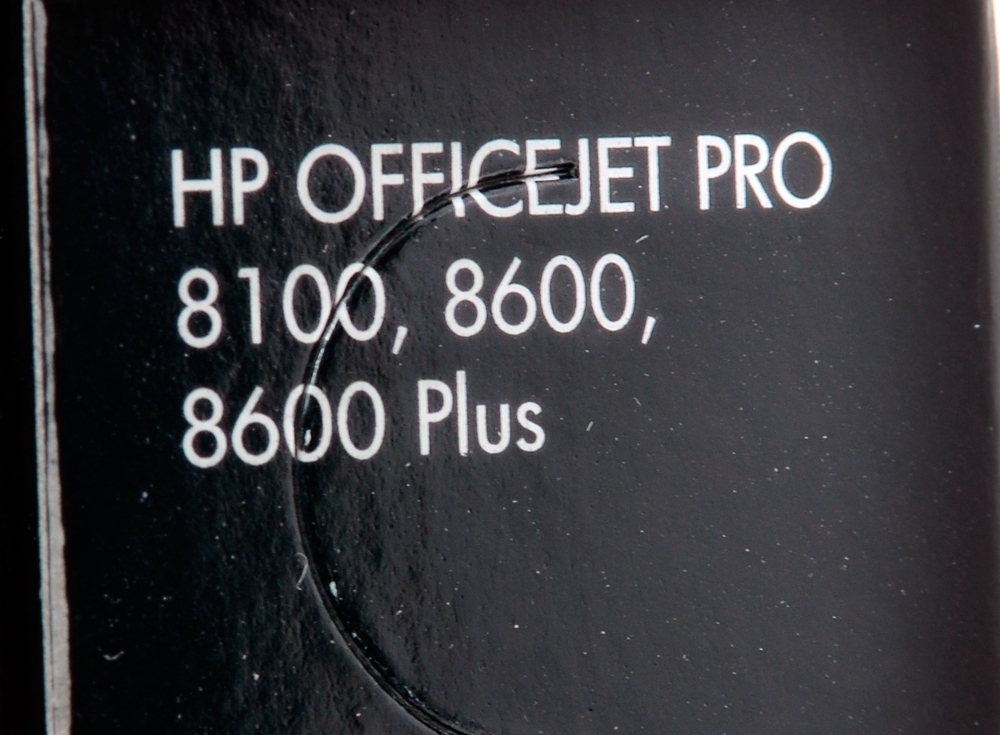 HP OFFICEJET PRO
8100, 8600,
8600 Plus